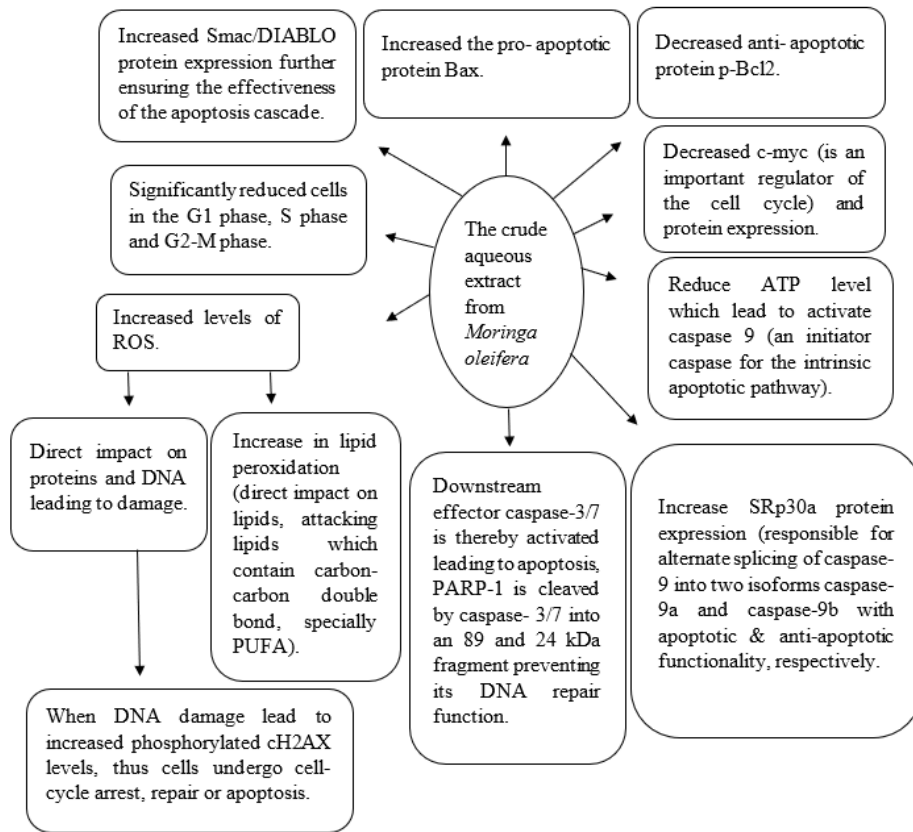 Increased Smac/DIABLO
protein expression further
ensuring the effectiveness
of the apoptosis cascade.
Increased the pro- apoptotic
protein Bax.
Decreased anti- apoptotic
protein p-Bcl2.
Significantly reduced cells
in the G1 phase, S phase
and G2-M phase.
The crude
aqueous
extract
from
Moringa
oleifera
Decreased c-myc (is an
important regulator of
the cell cycle) and
protein expression.
Reduce ATP level
which lead to activate
caspase 9 (an initiator
caspase for the intrinsic
apoptotic pathway).
Increased levels of
ROS.
Direct impact on
proteins and DNA
leading to damage.
Increase in lipid
peroxidation
(direct impact on
lipids, attacking
lipids which
contain carbon-
carbon double
bond, specially
PUFA).
Downstream
effector caspase-3/7
is thereby activated
leading to apoptosis,
PARP-1 is cleaved
by caspase- 3/7 into
an 89 and 24 kDa
fragment preventing
its DNA repair
function.
Increase SRp30a protein
expression (responsible for
alternate splicing of caspase-
9 into two isoforms caspase-
9a and caspase-9b with
apoptotic & anti-apoptotic
functionality, respectively.
When DNA damage lead to
increased phosphorylated cH2AX
levels, thus cells undergo cell-
cycle arrest, repair or apoptosis.